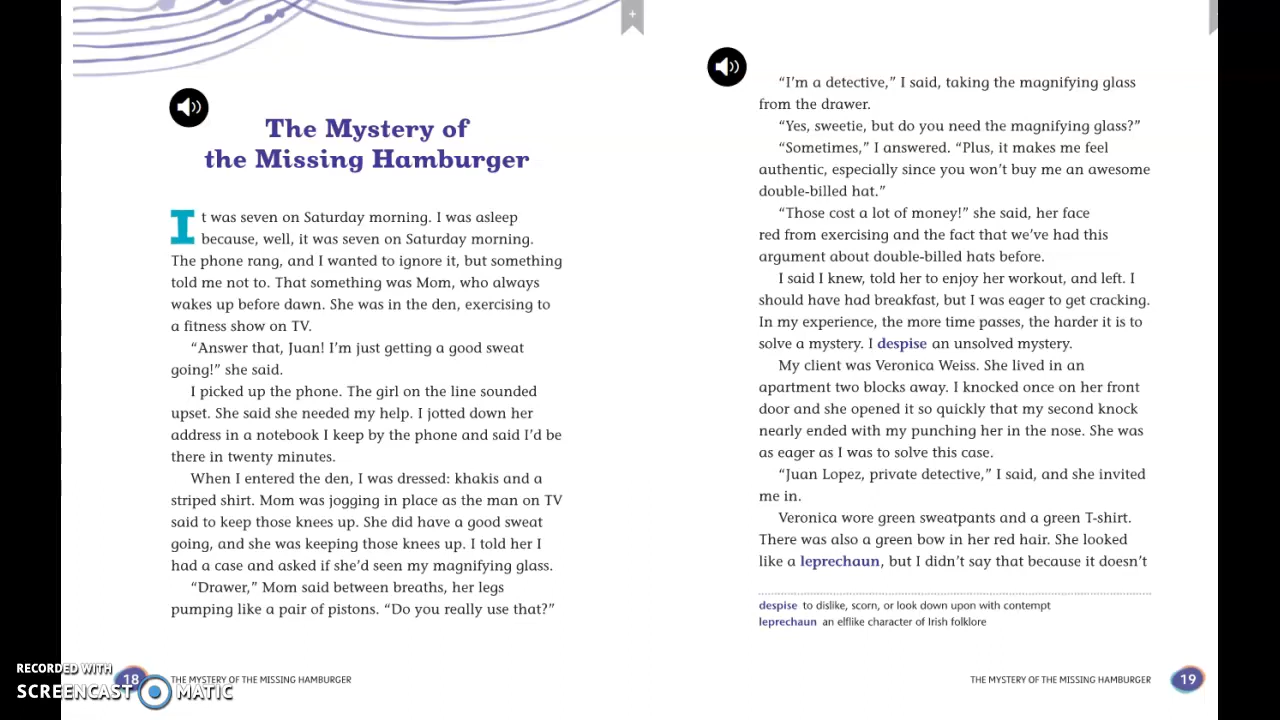 The Mystery of
the Missing Hamburger
It was seven on Saturday morning. I was asleep
because, well, it was seven on Saturday morning.
The phone rang, and I wanted to ignore it, but something
told me not to. That something was Mom, who always
wakes up before dawn. She was in the den, exercising to
a fitness show on TV.
“Answer that, Juan! I’m just getting a good sweat
going!” she said.
I picked up the phone. The girl on the line sounded
upset. She said she needed my help. I jotted down her
address in a notebook I keep by the phone and said I’d be
there in twenty minutes.
When I entered the den, I was dressed: khakis and a
striped shirt. Mom was jogging in place as the man on TV
said to keep those knees up. She did have a good sweat
going, and she was keeping those knees up. I told her I
had a case and asked if she’d seen my magnifying glass.
“Drawer,” Mom said between breaths, her legs
pumping like a pair of pistons. “Do you really use that?”
18 THE MYSTERY OF THE MISSING HAMBURGER
“I’m a detective,” I said, taking the magnifying glass
from the drawer.
“Yes, sweetie, but do you need the magnifying glass?”
“Sometimes,” I answered. “Plus, it makes me feel
authentic, especially since you won’t buy me an awesome
double-billed hat.”
“Those cost a lot of money!” she said, her face
red from exercising and the fact that we’ve had this
argument about double-billed hats before.
I said I knew, told her to enjoy her workout, and left. I
should have had breakfast, but I was eager to get cracking.
In my experience, the more time passes, the harder it is to
solve a mystery. I despise an unsolved mystery.
My client was Veronica Weiss. She lived in an
apartment two blocks away. I knocked once on her front
door and she opened it so quickly that my second knock
nearly ended with my punching her in the nose. She was
as eager as I was to solve this case.
“Juan Lopez, private detective,” I said, and she invited
me in.
Veronica wore green sweatpants and a green T-shirt.
There was also a green bow in her red hair. She looked
like a leprechaun, but I didn’t say that because it doesn’t
despise to dislike, scorn, or look down upon with contempt
leprechaun an elflike character of Irish folklore
THE MYSTERY OF THE MISSING HAMBURGER 19
RECORDED WITH
SCREENCAST MATIC